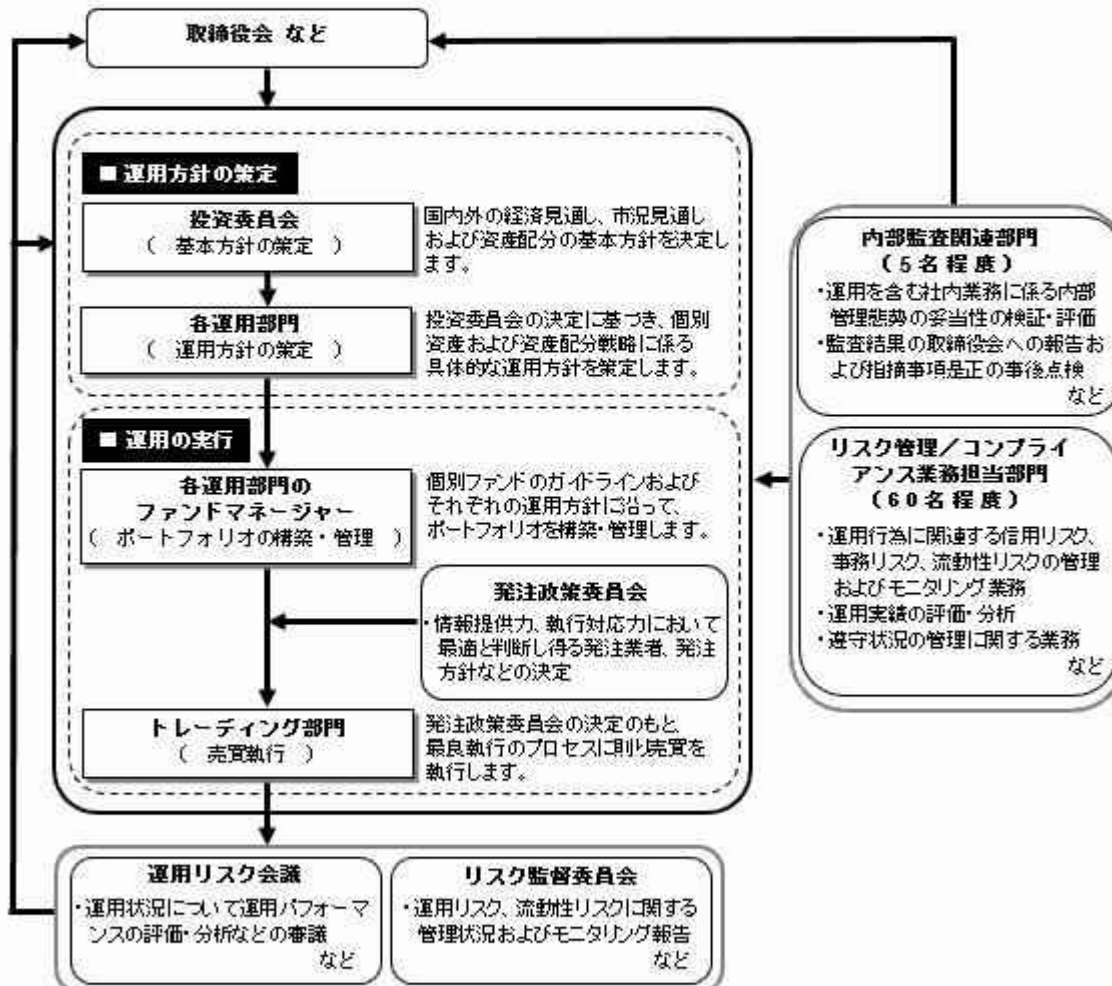 取締役会 など
■ 運用方針の策定
投資委員会
( 基本方針の策定 )
国内外の経済見通し、市況見通し
および資産配分の基本方針を決定し
ます。
各運用部門
( 運用方針の策定 )
投資委員会の決定に基づき、個別
資産および資産配分戦略に係る
具体的な運用方針を策定します。
■ 運用の実行
各運用部門の
ファンドマネージャー
( ポートフォリオの構築・管理 )
個別ファンドのガイドラインおよび
それぞれの運用方針に沿って、
ポートフォリオを構築・管理します。
発注政策委員会
・情報提供力、執行対応力において
最適と判断し得る発注業者、発注
方針などの決定
トレーディング部門
( 売買執行 )
発注政策委員会の決定のもと、
最良執行のプロセスに則り売買を
執行します。
運用リスク会議
・運用状況について運用パフォーマ
ンスの評価・分析などの審議
など
リスク監督委員会
・運用リスク、流動性リスクに関する
管理状況およびモニタリング報告
など
内部監査関連部門
(5名程度)
・運用を含む社内業務に係る内部
管理態勢の妥当性の検証・評価
・監査結果の取締役会への報告お
よび指摘事項是正の事後点検
など
リスク管理/コンプライ
アンス業務担当部門
(60名程度)
・運用行為に関連する信用リスク、
事務リスク、流動性リスクの管理
およびモニタリング業務
・運用実績の評価・分析
・遵守状況の管理に関する業務
など